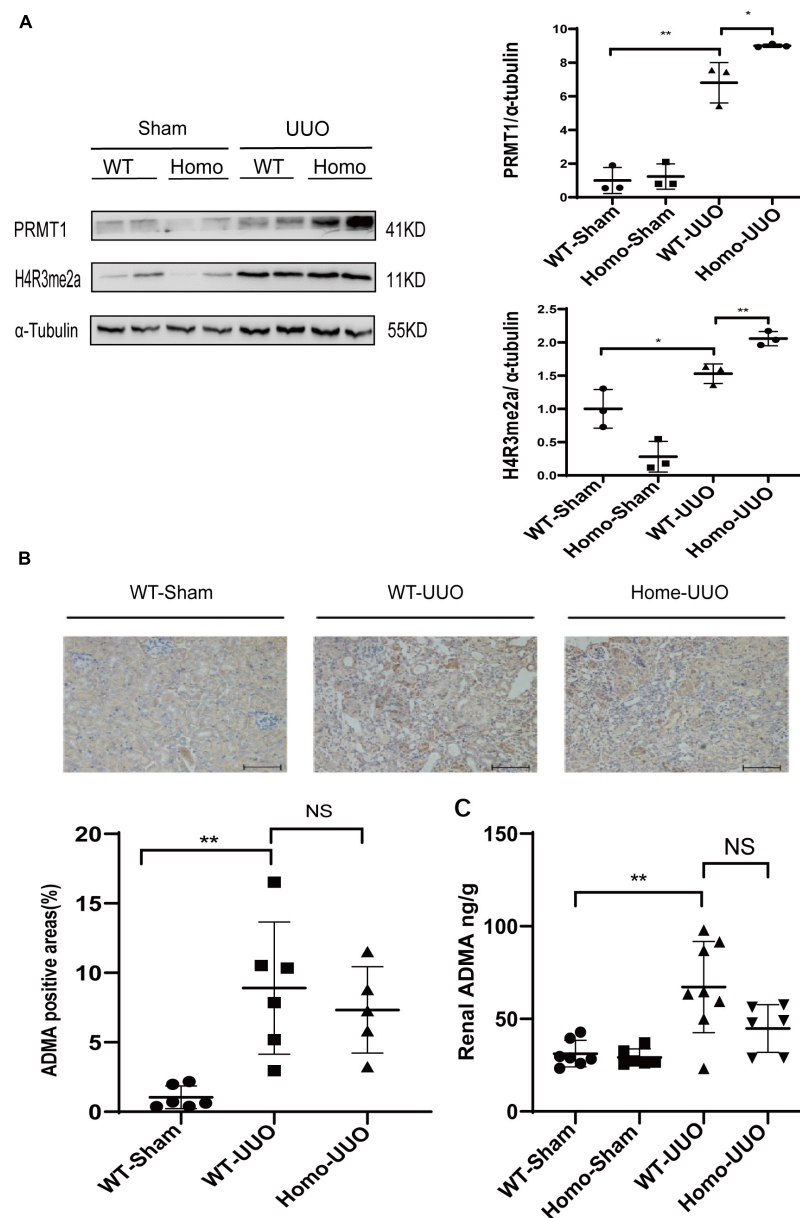 A
Sham UUO
WT Homo WT Homo
PRMT1 41KD
H4R3me2a 11KD
α-Tubulin 55KD
PRMT1/α-tubulin
10
8
6
4
2
0
** *
WT-Sham
Homo-Sham
WT-UUO
Homo-UUO
H4R3me2a/ α-tubulin
2.5
2.0
1.5
1.0
0.5
0.0
* **
WT-Sham
Homo-Sham
WT-UUO
Homo-UUO
B
WT-Sham WT-UUO Home-UUO
ADMA positive areas(%)
20
15
10
5
0
** NS
WT-Sham
WT-UUO
Homo-UUO
C
Renal ADMA ng/g
150
100
50
0
** NS
WT-Sham
Homo-Sham
WT-UUO
Homo-UUO